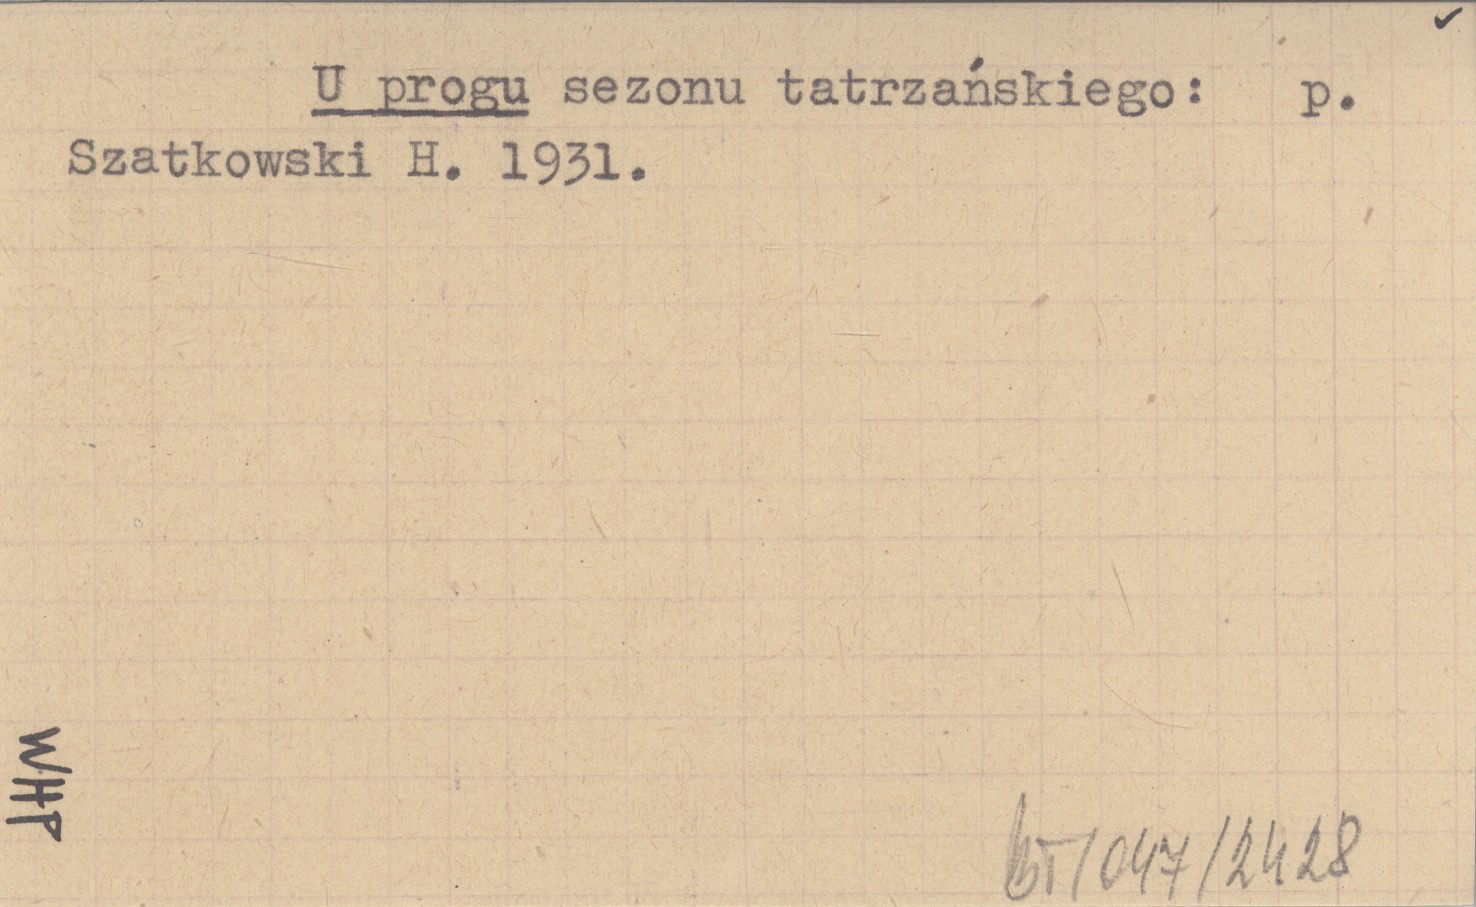 U progu sezonu tatrzańskiego: p.
Szatkowski H. 1931.
WHP
BT/047/2428